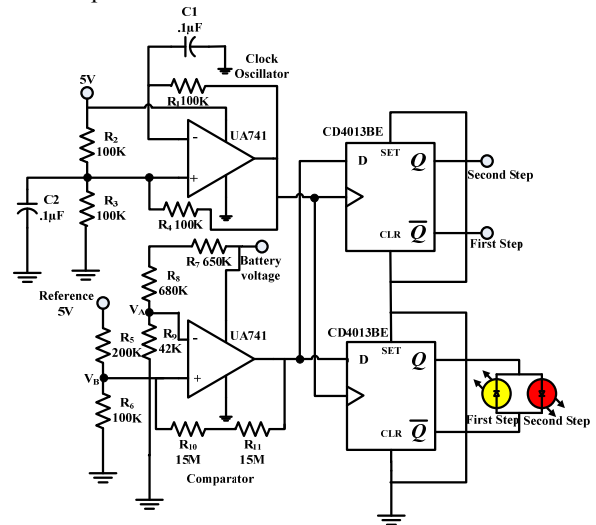 C1
.1µF
Clock
Oscillator
5V
R1 100K
UA741
R2
100K
-
+
CD4013BE
SET
D
Q
Second Step
CLR
Q
First Step
C2
.1µF
R3
100K
R4 100K
R7 650K
Battery
voltage
R8
680K
Reference
5V
VA
R9
42K
UA741
-
+
CD4013BE
SET
D
Q
R5
200K
VB
R6
100K
First Step
Second Step
CLR
Q
R10
15M
R11
15M
Comparator